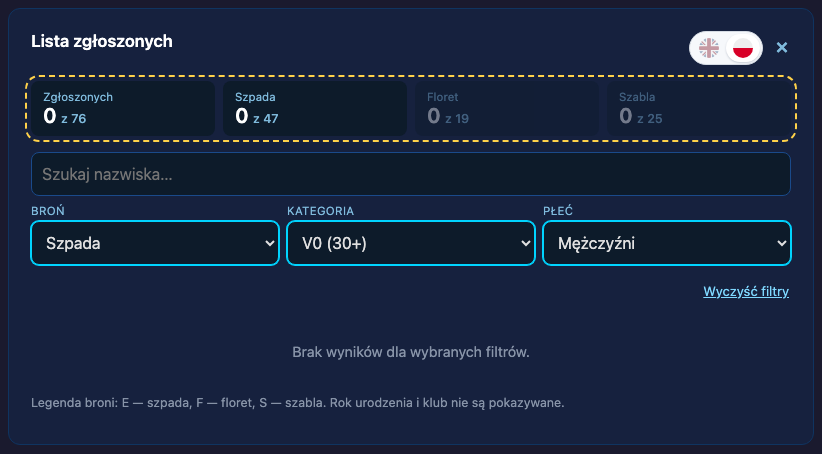 Lista zgłoszonych
×
Zgłoszonych
0 z 76
Szpada
0 z 47
Floret
0 z 19
Szabla
0 z 25
Szukaj nazwiska...
BROŃ
Szpada
KATEGORIA
V0 (30+)
PŁEĆ
Mężczyźni
Wyczyść filtry
Brak wyników dla wybranych filtrów.
Legenda broni: E — szpada, F — floret, S — szabla. Rok urodzenia i klub nie są pokazywane.